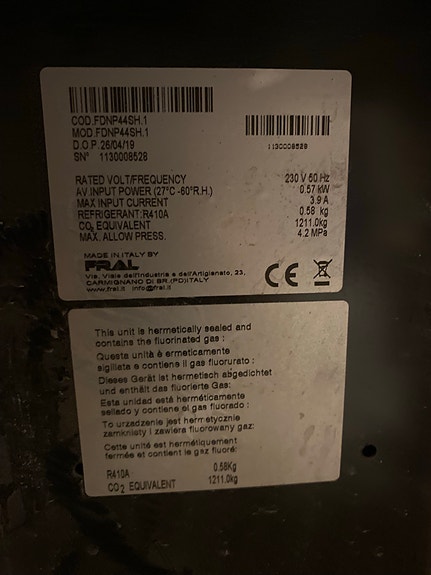 COD.FDNP44SH.1
MOD.FDNP44SH.1
D.O.P.26/04/19
SN° 1130008528
1130008528
RATED VOLT/FREQUENCY 230 V 50 Hz
AV.INPUT POWER (27°C -60°R.H.) 0.57 kW
MAX INPUT CURRENT 3.9 A
REFRIGERANT:R410A 0.58 kg
CO2 EQUIVALENT 1211.0kg
MAX. ALLOW PRESS. 4.2 MPa
MADE IN ITALY BY
FRAL
Via. Viale dell'Industria e dell'Artigianato, 23,
CARMIGNANO DI BR.(PD)ITALY
www.fral.it info@fral.it
CE
This unit is hermetically sealed and
contains the fluorinated gas :
Questa unità è ermeticamente
sigillata e contiene il gas fluorurato :
Dieses Gerät ist hermetisch abgedichtet
und enthält das fluorierte Gas:
Esta unidad está herméticamente
sellado y contiene el gas fluorado :
To urzadzenie jest hermetycznie
zamknisty i zawiera fluorowany gaz:
Cette unité est hermétiquement
fermée et contient le gaz fluoré:
R410A 0.58Kg
CO2 EQUIVALENT 1211.0kg